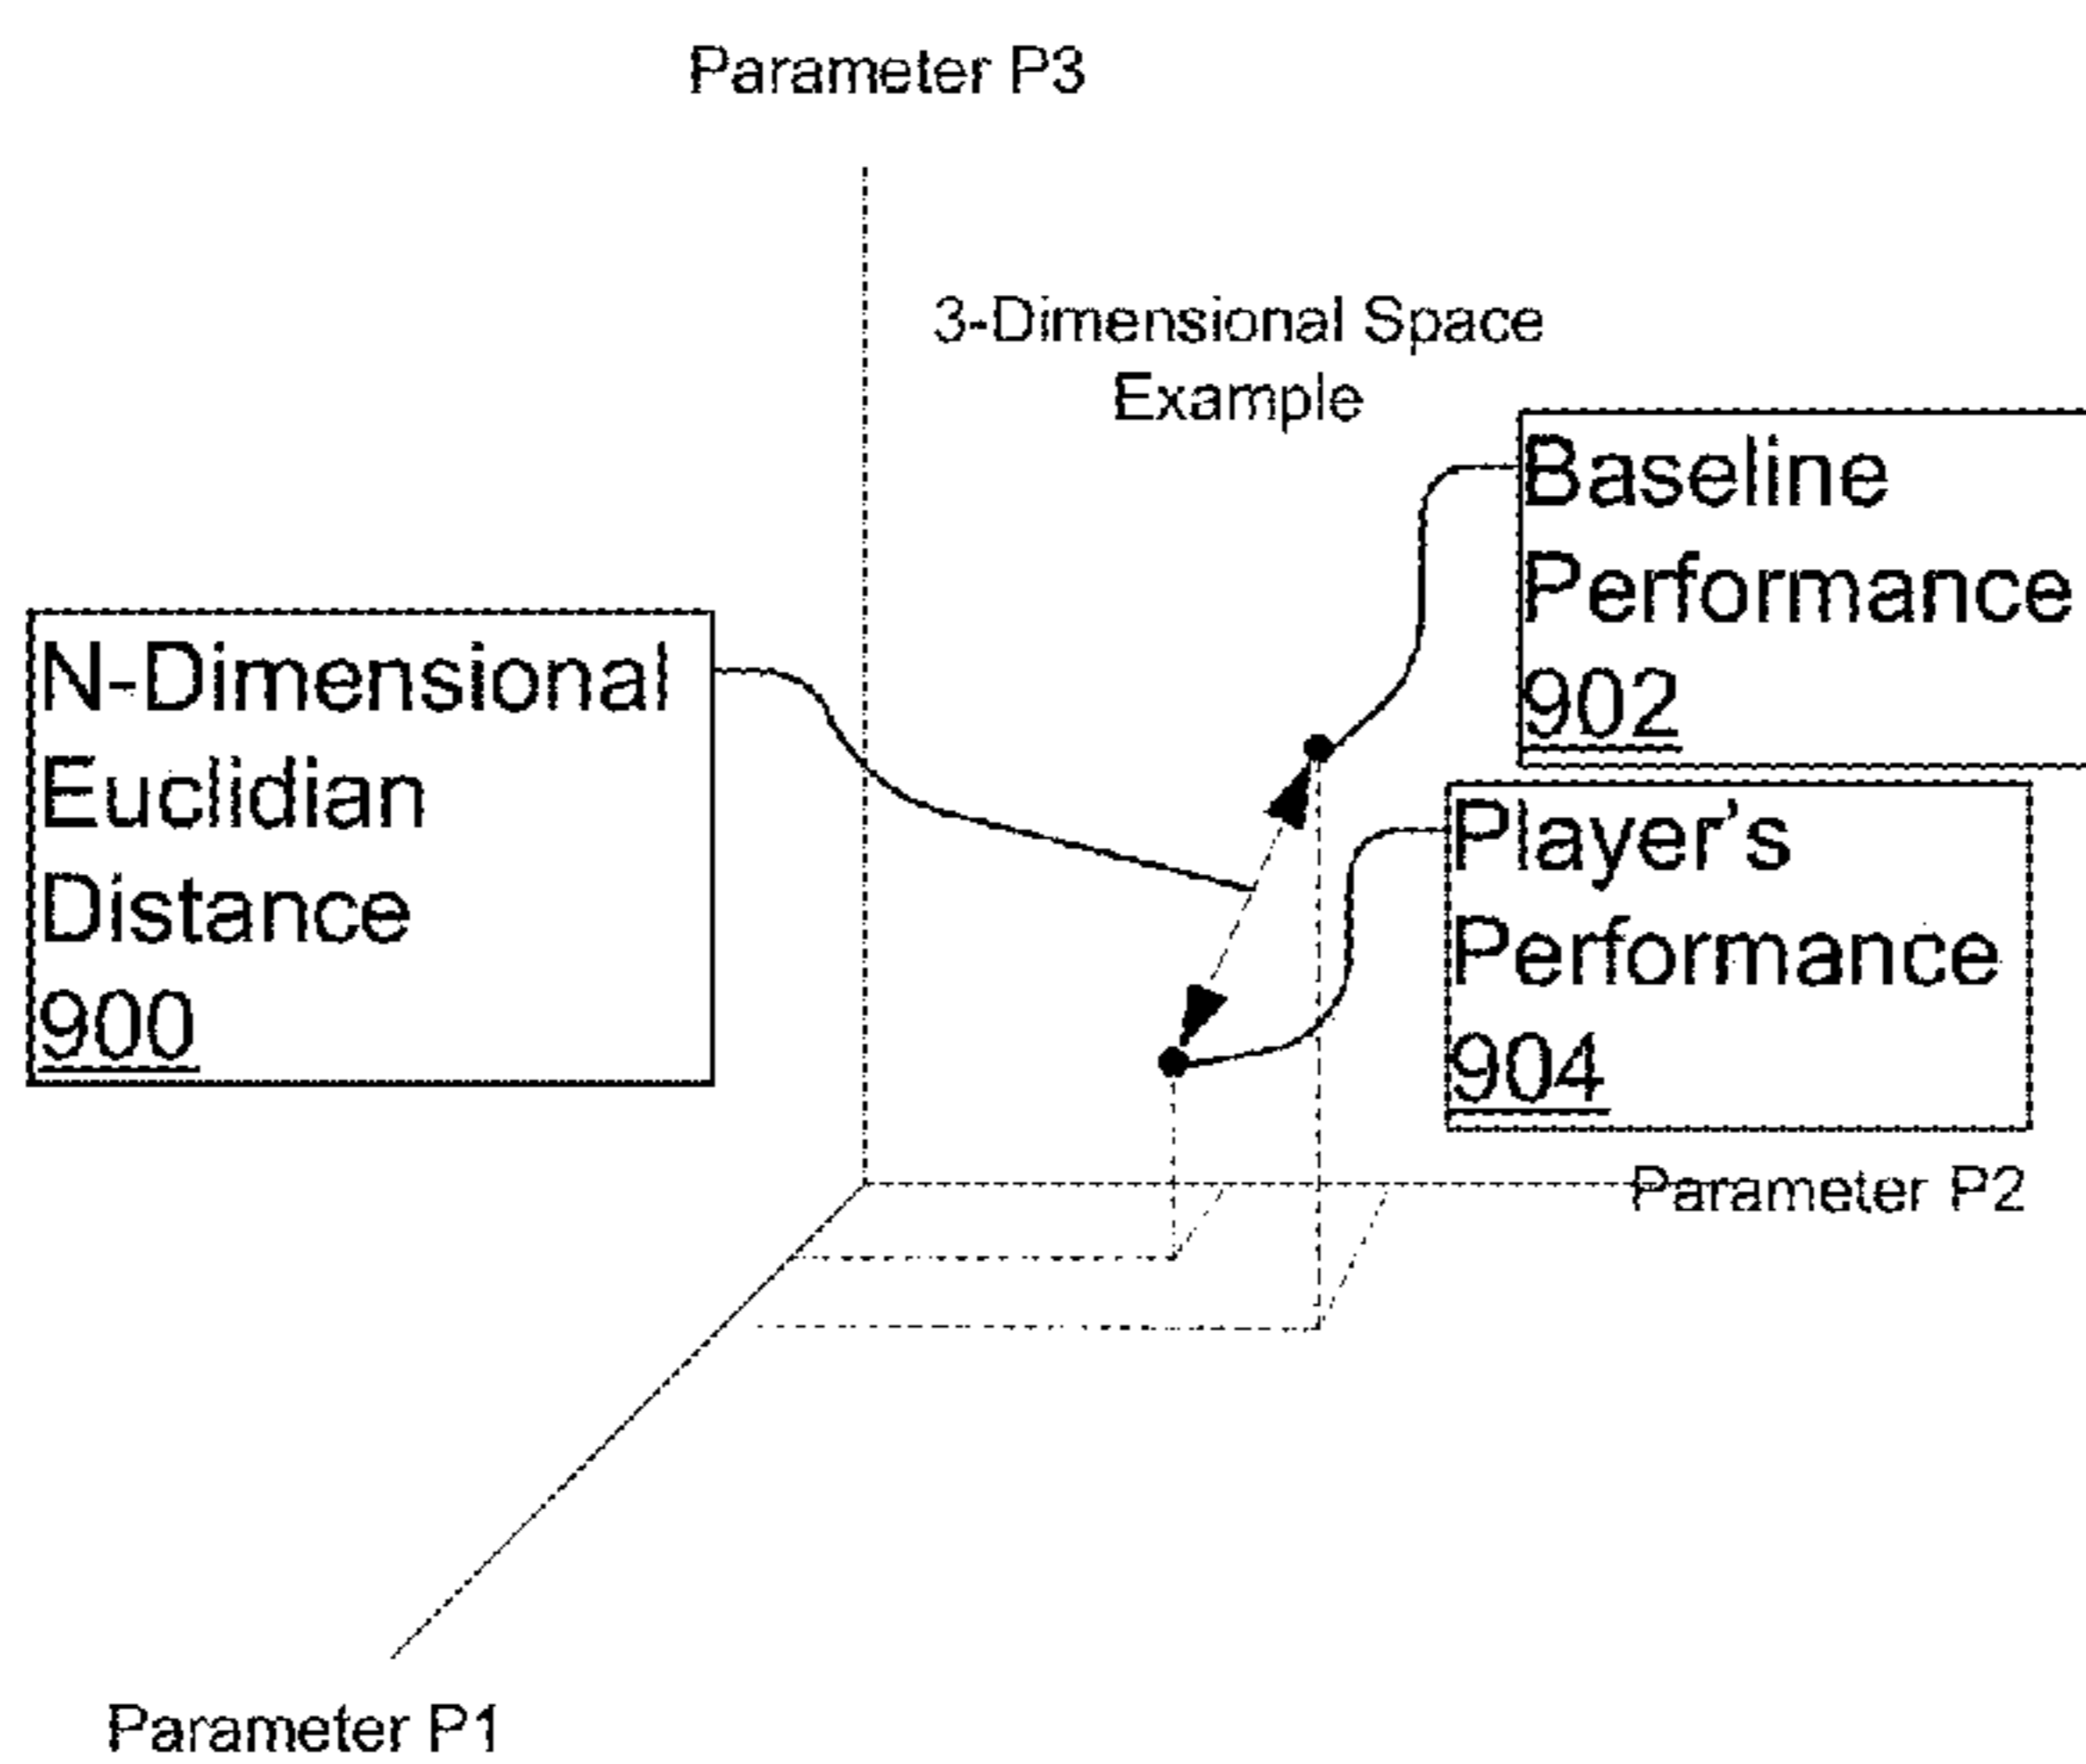 Parameter P3
3-Dimensional Space
Example
Baseline
Performance
902
N-Dimensional
Euclidian
Distance
900
Player's
Performance
904
Parameter P2
Parameter P1